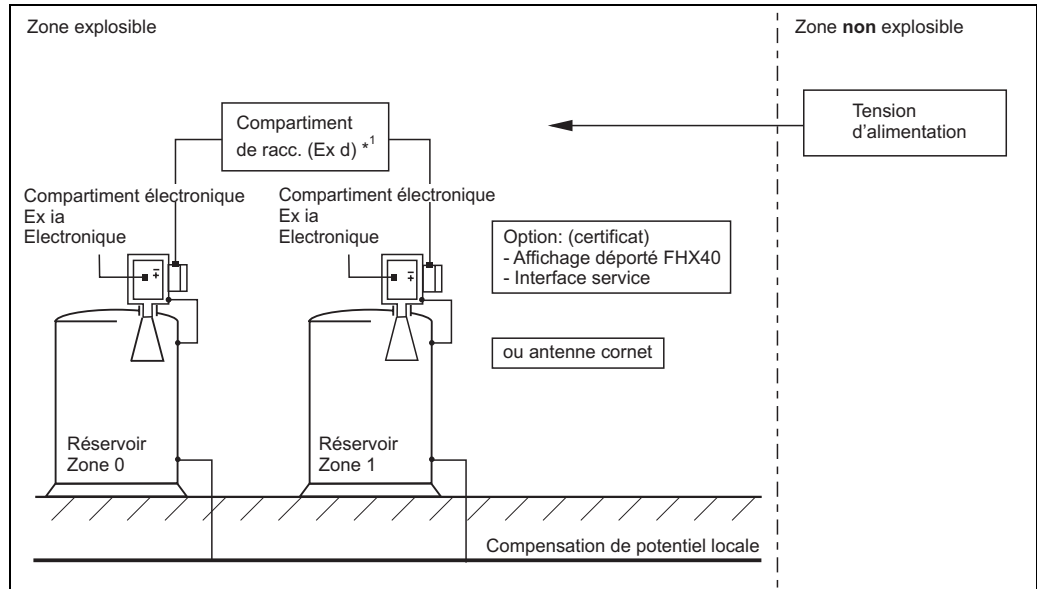 Zone explosible
Zone non explosible
Compartiment
de racc. (Ex d) *1
Tension
d'alimentation
Compartiment électronique
Ex ia
Electronique
Compartiment électronique
Ex ia
Electronique
Option: (certificat)
- Affichage déporté FHX40
- Interface service
ou antenne cornet
Réservoir
Zone 0
Réservoir
Zone 1
Compensation de potentiel locale